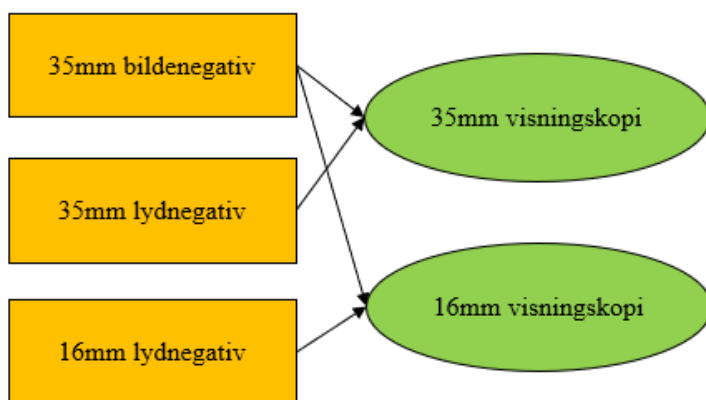 35mm bildenegativ
35mm visningskopi
35mm lydnegativ
16mm visningskopi
16mm lydnegativ